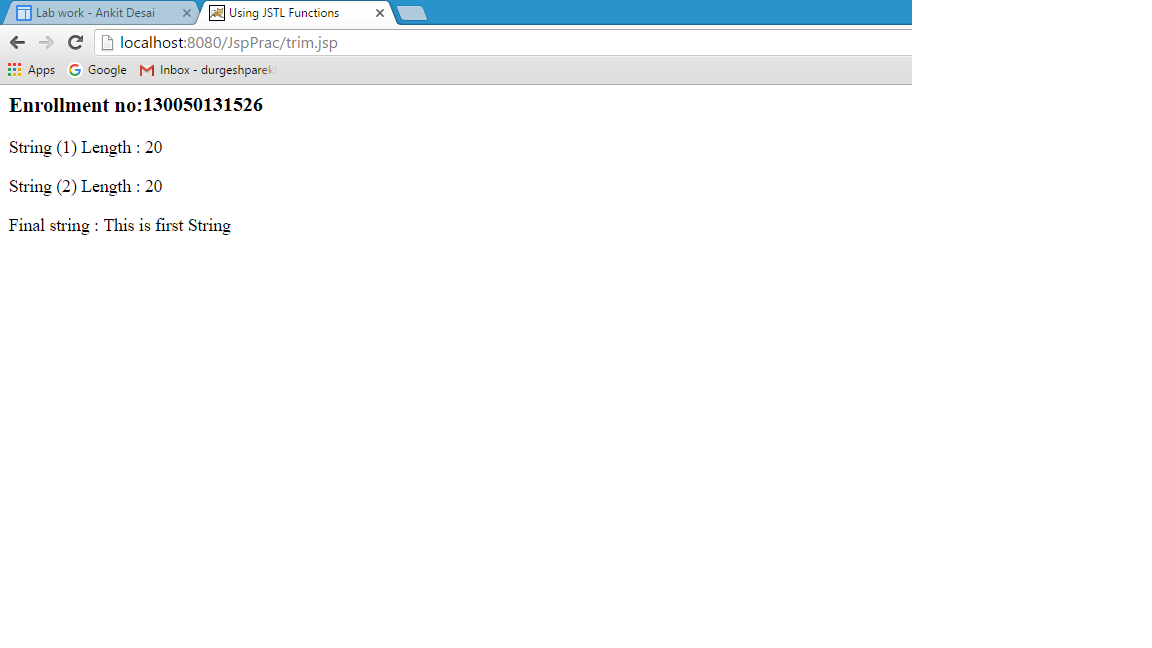 Lab work - Ankit Desai
Using JSTL Functions
localhost:8080/JspPrac/trim.jsp
Apps
Google
Inbox - durgeshparek
Enrollment no:130050131526
String (1) Length : 20
String (2) Length : 20
Final string : This is first String